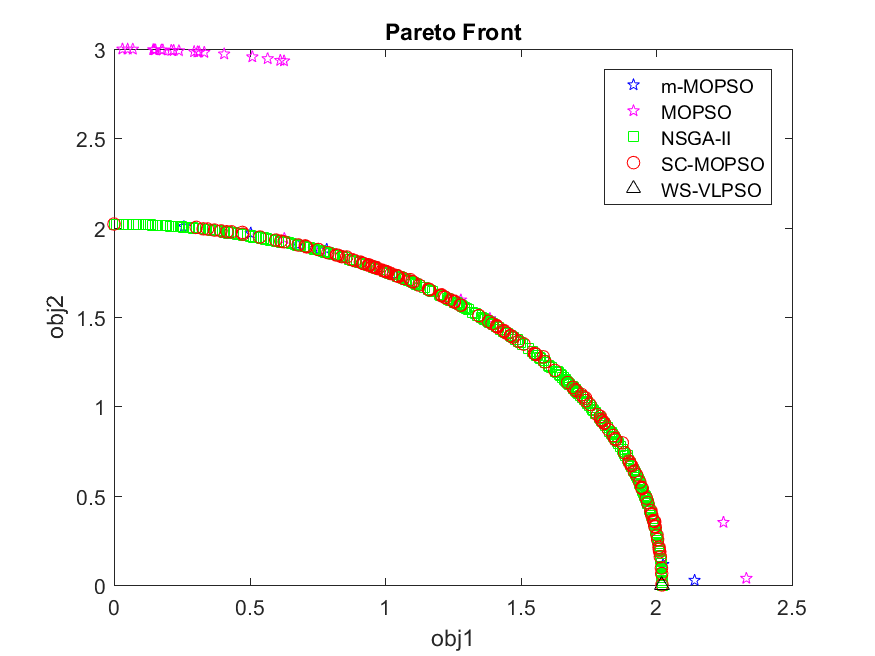 Pareto Front
3
2.5
2
1.5
1
0.5
0
obj2
0
0.5
1
1.5
2
2.5
obj1
m-MOPSO
MOPSO
NSGA-II
SC-MOPSO
WS-VLPSO